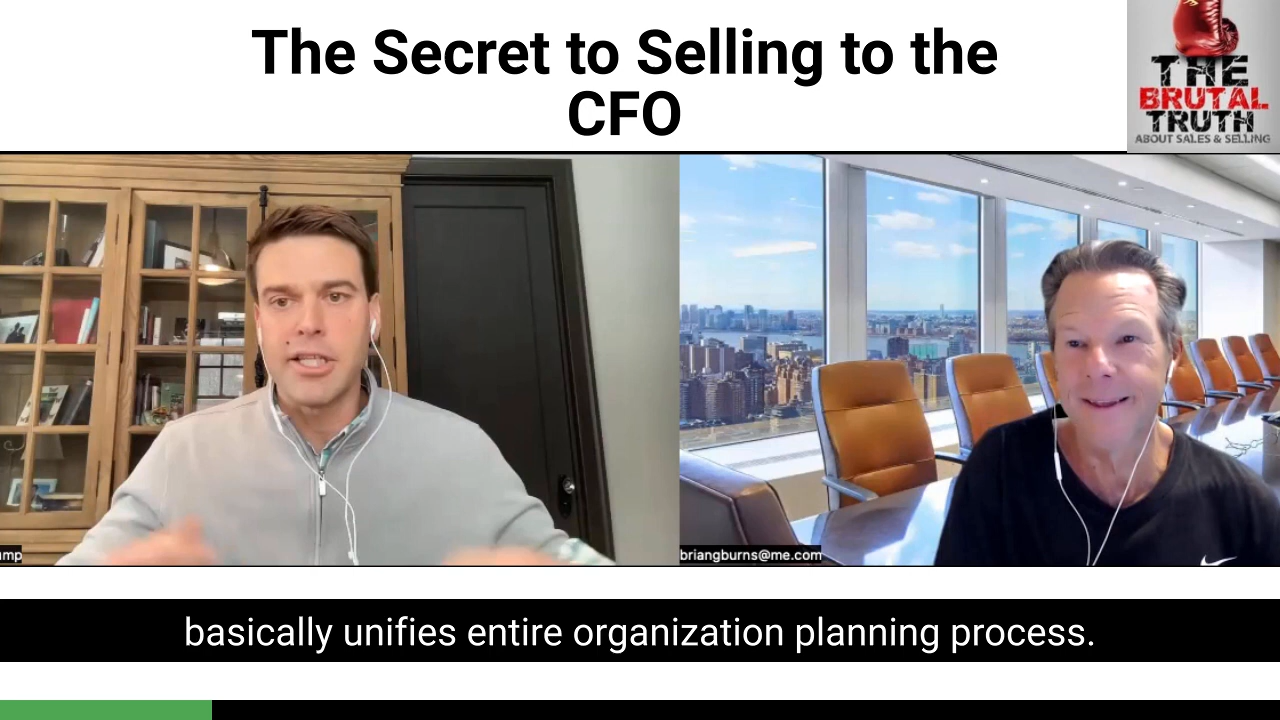 The Secret to Selling to the
CFO
THE
BRUTAL
TRUTH
ABOUT SALES & SELLING
ump
briangburns@me.com
basically unifies entire organization planning process.